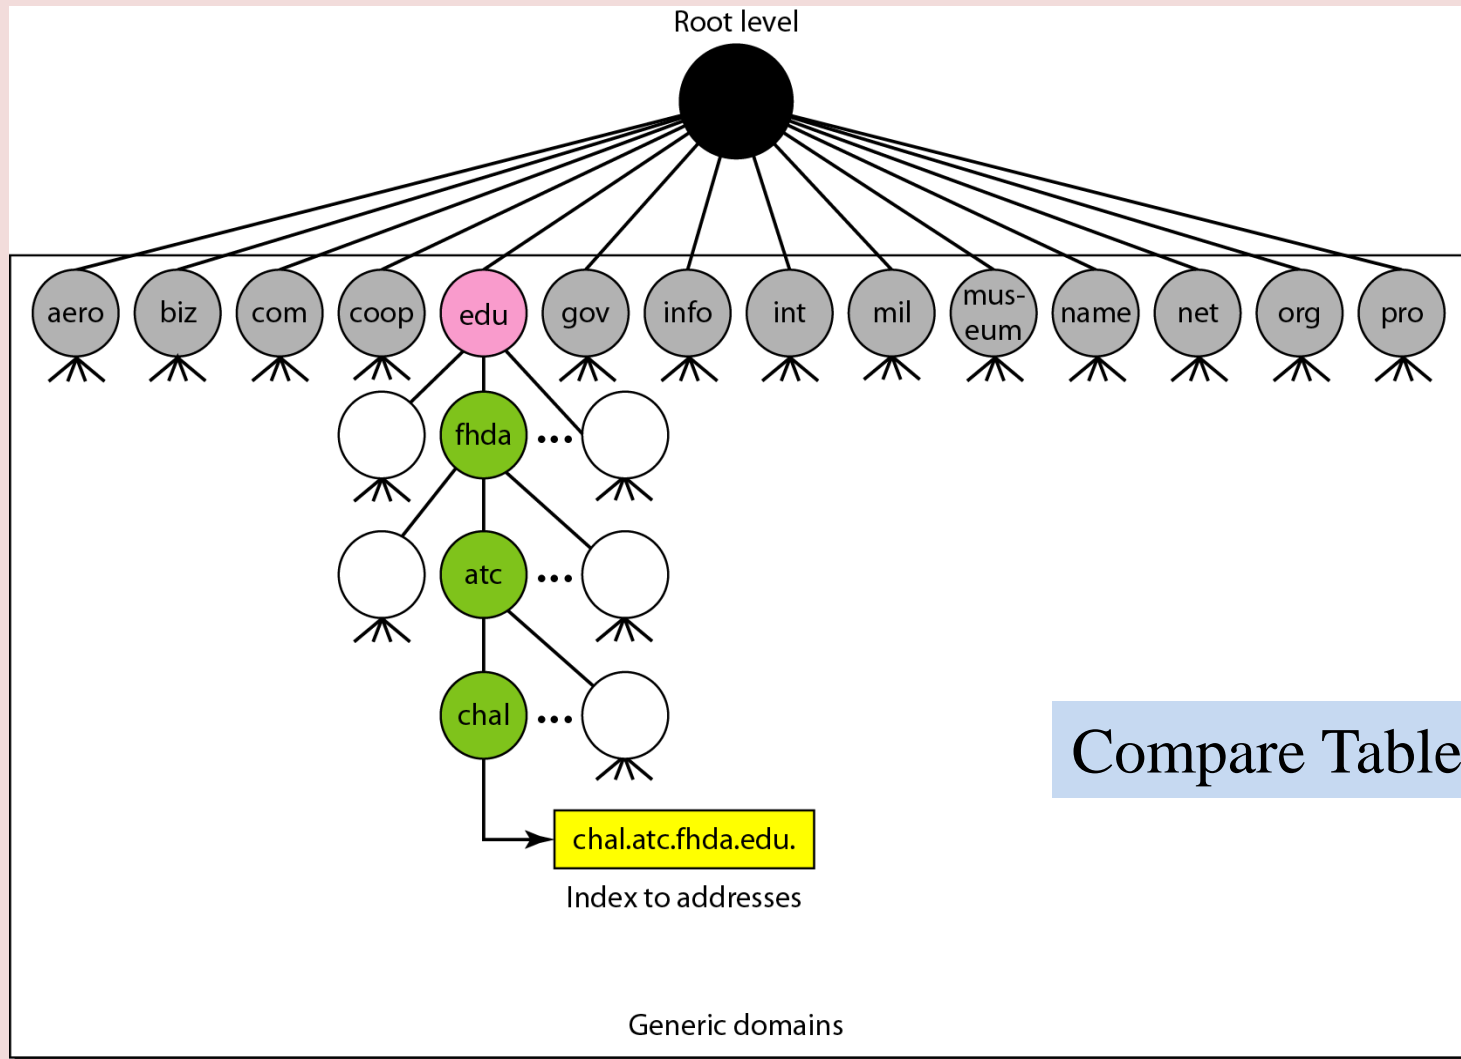 Root level
aero biz com coop edu gov info int mil mus-
eum name net org pro
fhda ...
atc ...
chal ...
Compare Table
chal.atc.fhda.edu.
Index to addresses
Generic domains